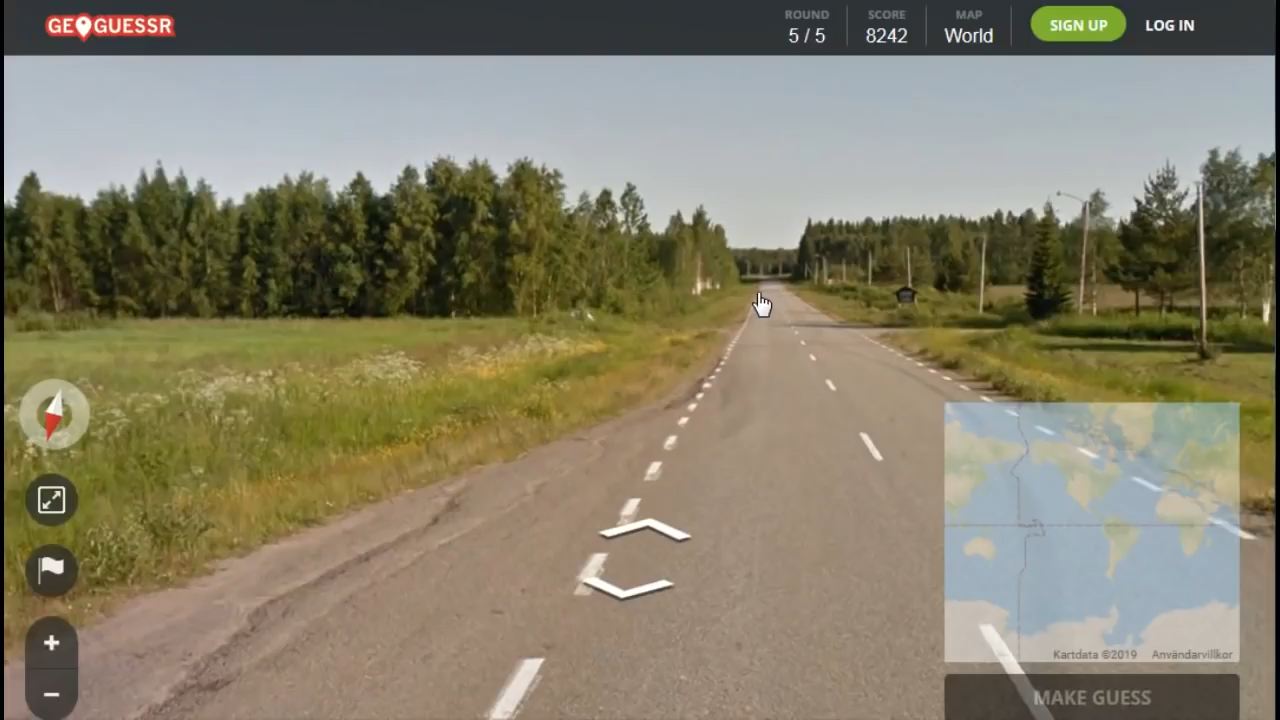 GEOGUESSR
ROUND
5 / 5
SCORE
8242
MAP
World
SIGN UP
LOG IN
+
−
Kartdata ©2019
Användarvillkor
MAKE GUESS